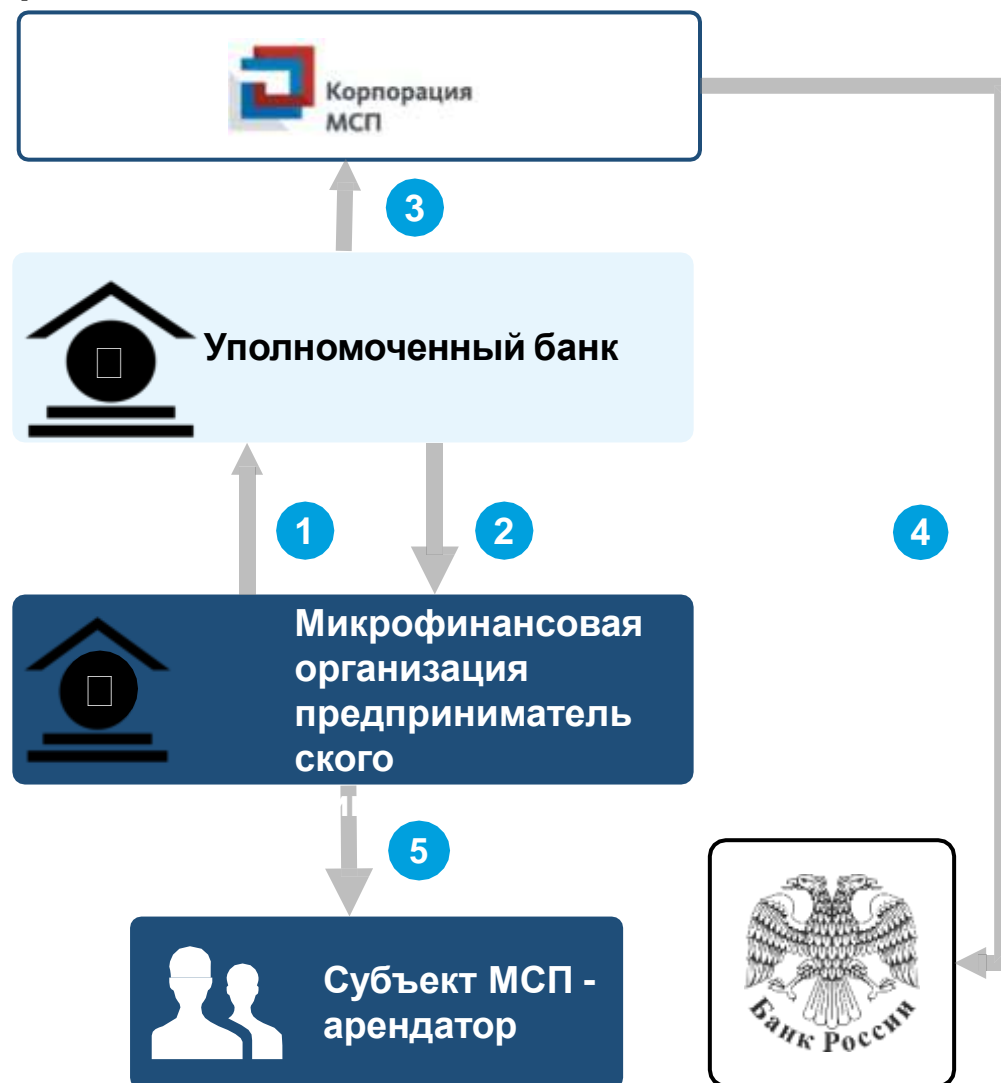 Корпорация
МСП
3
Уполномоченный банк
1
2
4
Микрофинансовая
организация
предприниматель
ского
5
Субъект МСП -
арендатор
Банк России